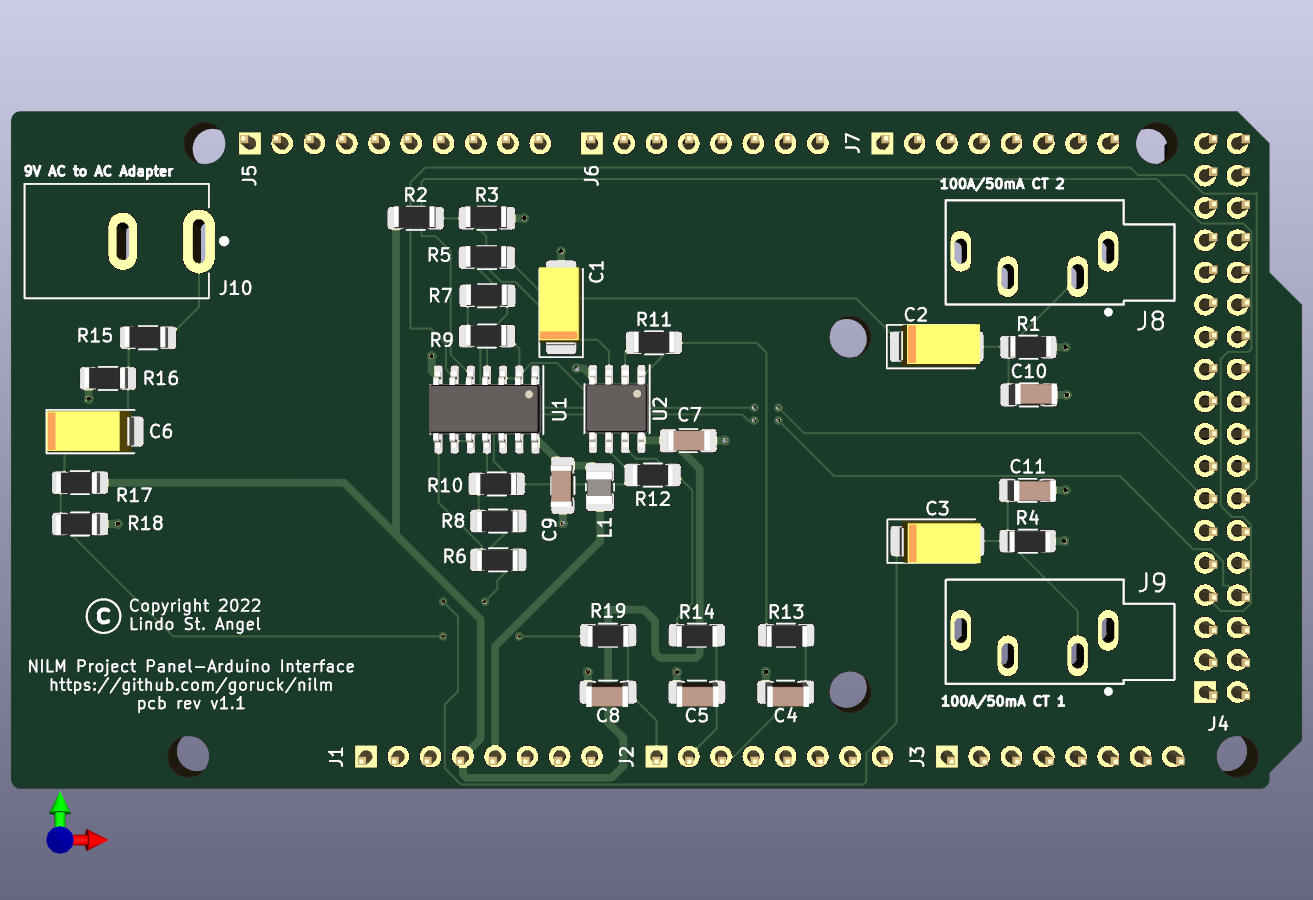 J5
J6
J7
9V AC to AC Adapter
100A/50mA CT 2
R2
R3
R5
C1
J10
R7
C2
J8
R15
R9
R11
R1
R16
C10
U1
U2
C7
C6
R10
C11
R17
R18
R12
C9
L1
R8
C3
R4
R6
J9
© Copyright 2022
Lindo St. Angel
R19
R14
R13
NILM Project Panel-Arduino Interface
https://github.com/goruck/nilm
pcb rev v1.1
100A/50mA CT 1
C8
C5
C4
J4
J1
J2
J3